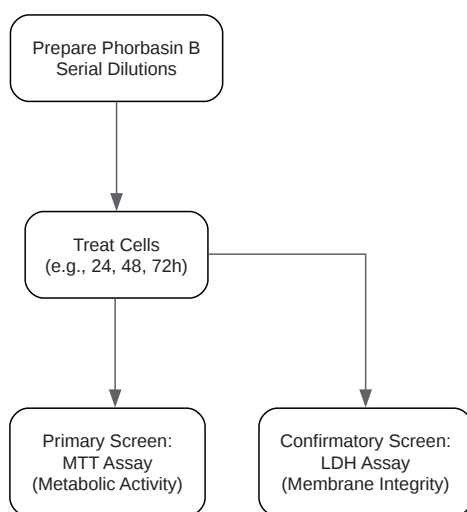 Prepare Phorbasin B
Serial Dilutions
Treat Cells
(e.g., 24, 48, 72h)
Primary Screen:
MTT Assay
(Metabolic Activity)
Confirmatory Screen:
LDH Assay
(Membrane Integrity)